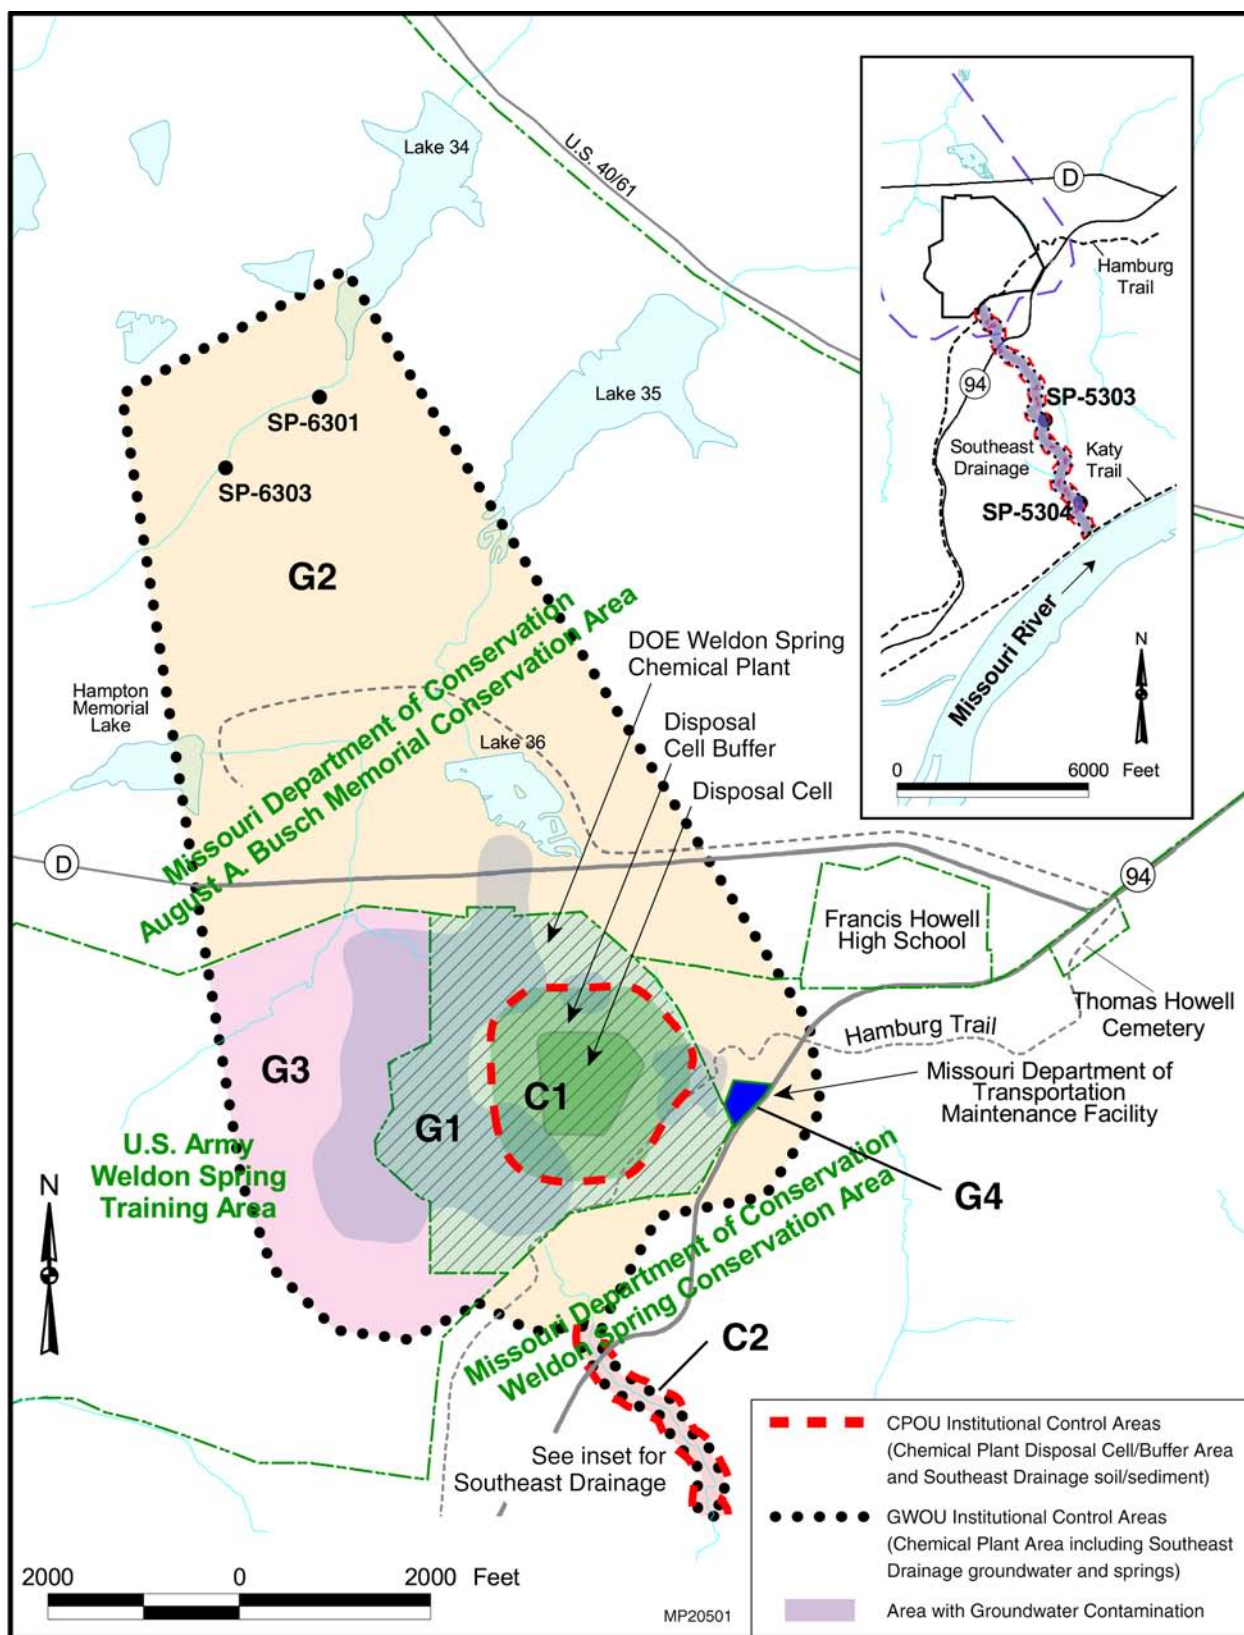 Lake 34
U.S. 40/61
D
Hamburg
Trail
94
SP-5303
Southeast
Drainage
Katy
Trail
SP-5304
Missouri River
N
0
6000 Feet
Lake 35
SP-6301
SP-6303
G2
Missouri Department of Conservation
August A. Busch Memorial Conservation Area
DOE Weldon Spring
Chemical Plant
Disposal
Cell Buffer
Disposal Cell
Hampton
Memorial
Lake
Lake 36
D
94
Francis Howell
High School
Thomas Howell
Cemetery
Hamburg Trail
Missouri Department of
Transportation
Maintenance Facility
G3
G1
C1
G4
U.S. Army
Weldon Spring
Training Area
N
Missouri Department of Conservation
Weldon Spring Conservation Area
C2
See inset for
Southeast Drainage
CPOU Institutional Control Areas
(Chemical Plant Disposal Cell/Buffer Area
and Southeast Drainage soil/sediment)
GWOU Institutional Control Areas
(Chemical Plant Area including Southeast
Drainage groundwater and springs)
Area with Groundwater Contamination
2000
0
2000 Feet
MP20501